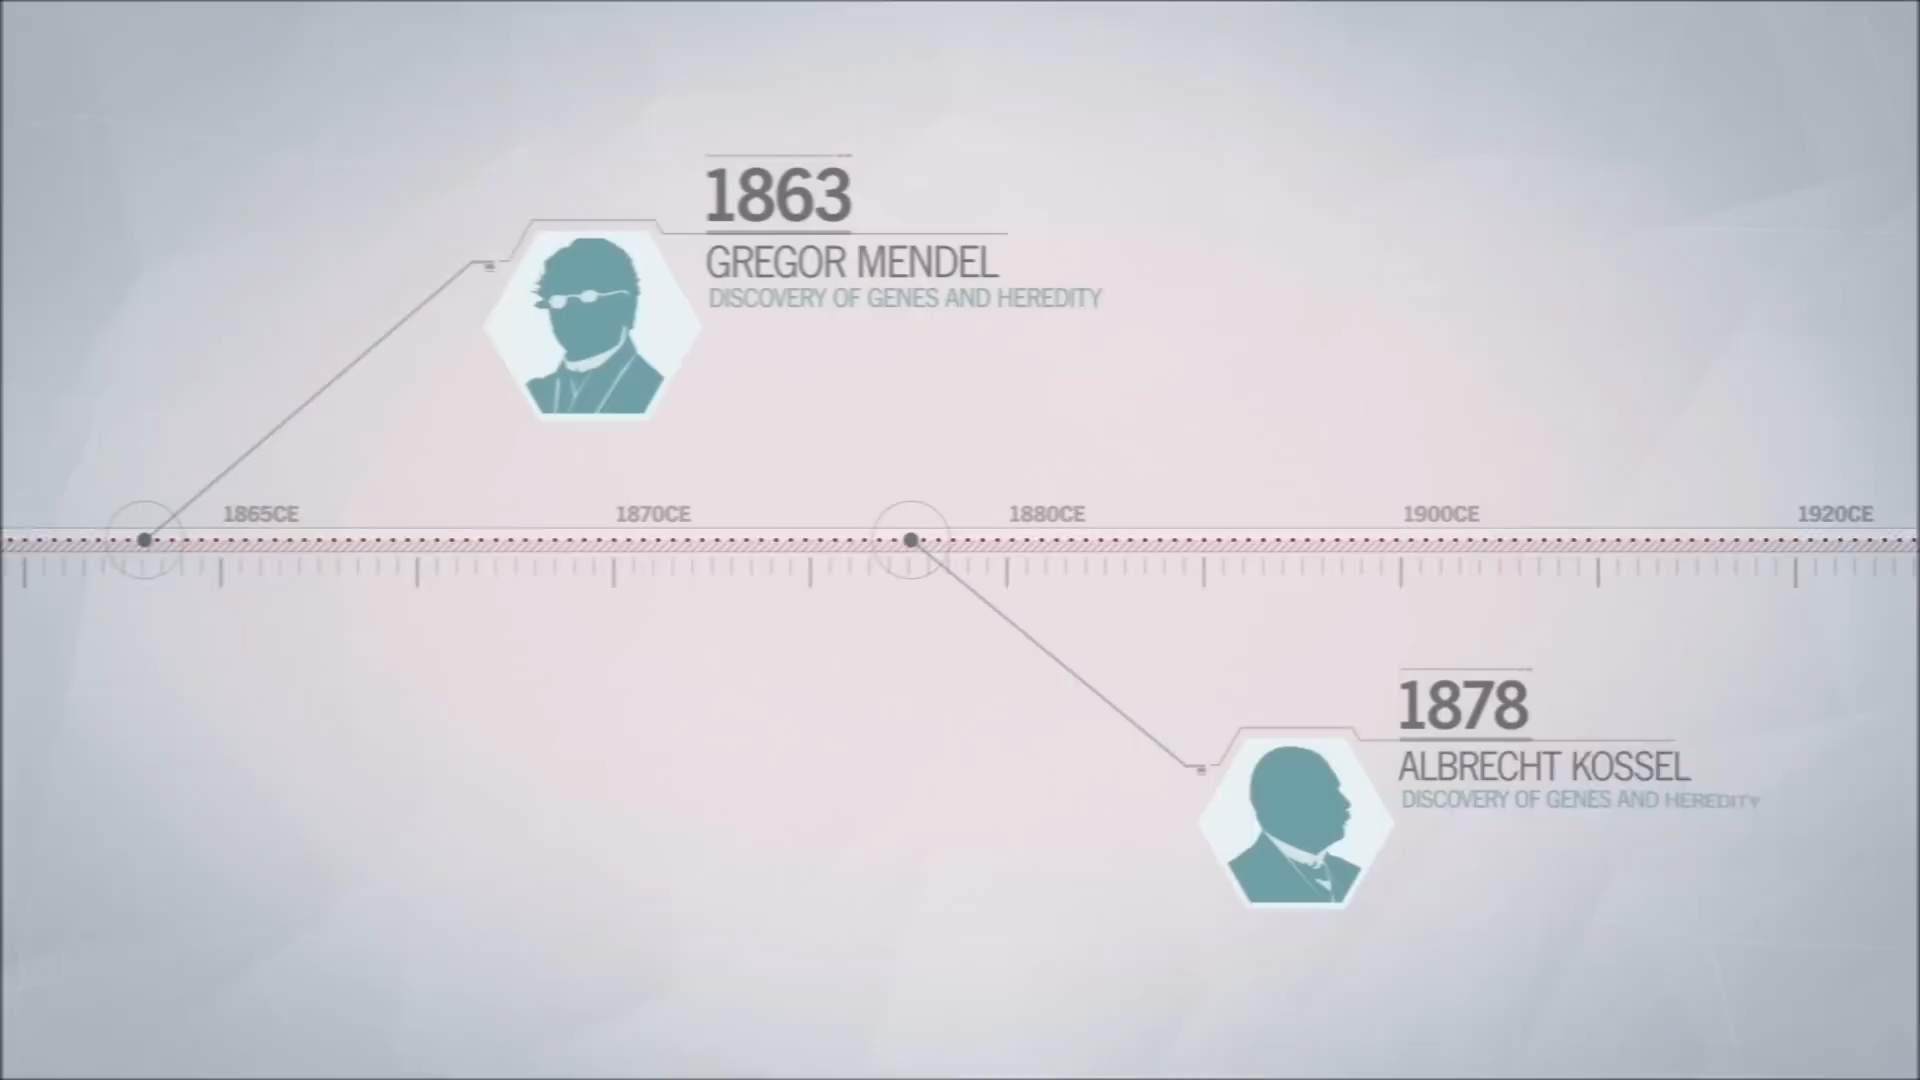 1863
GREGOR MENDEL
DISCOVERY OF GENES AND HEREDITY
1865CE
1870CE
1880CE
1900CE
1920CE
1878
ALBRECHT KOSSEL
DISCOVERY OF GENES AND HEREDITY